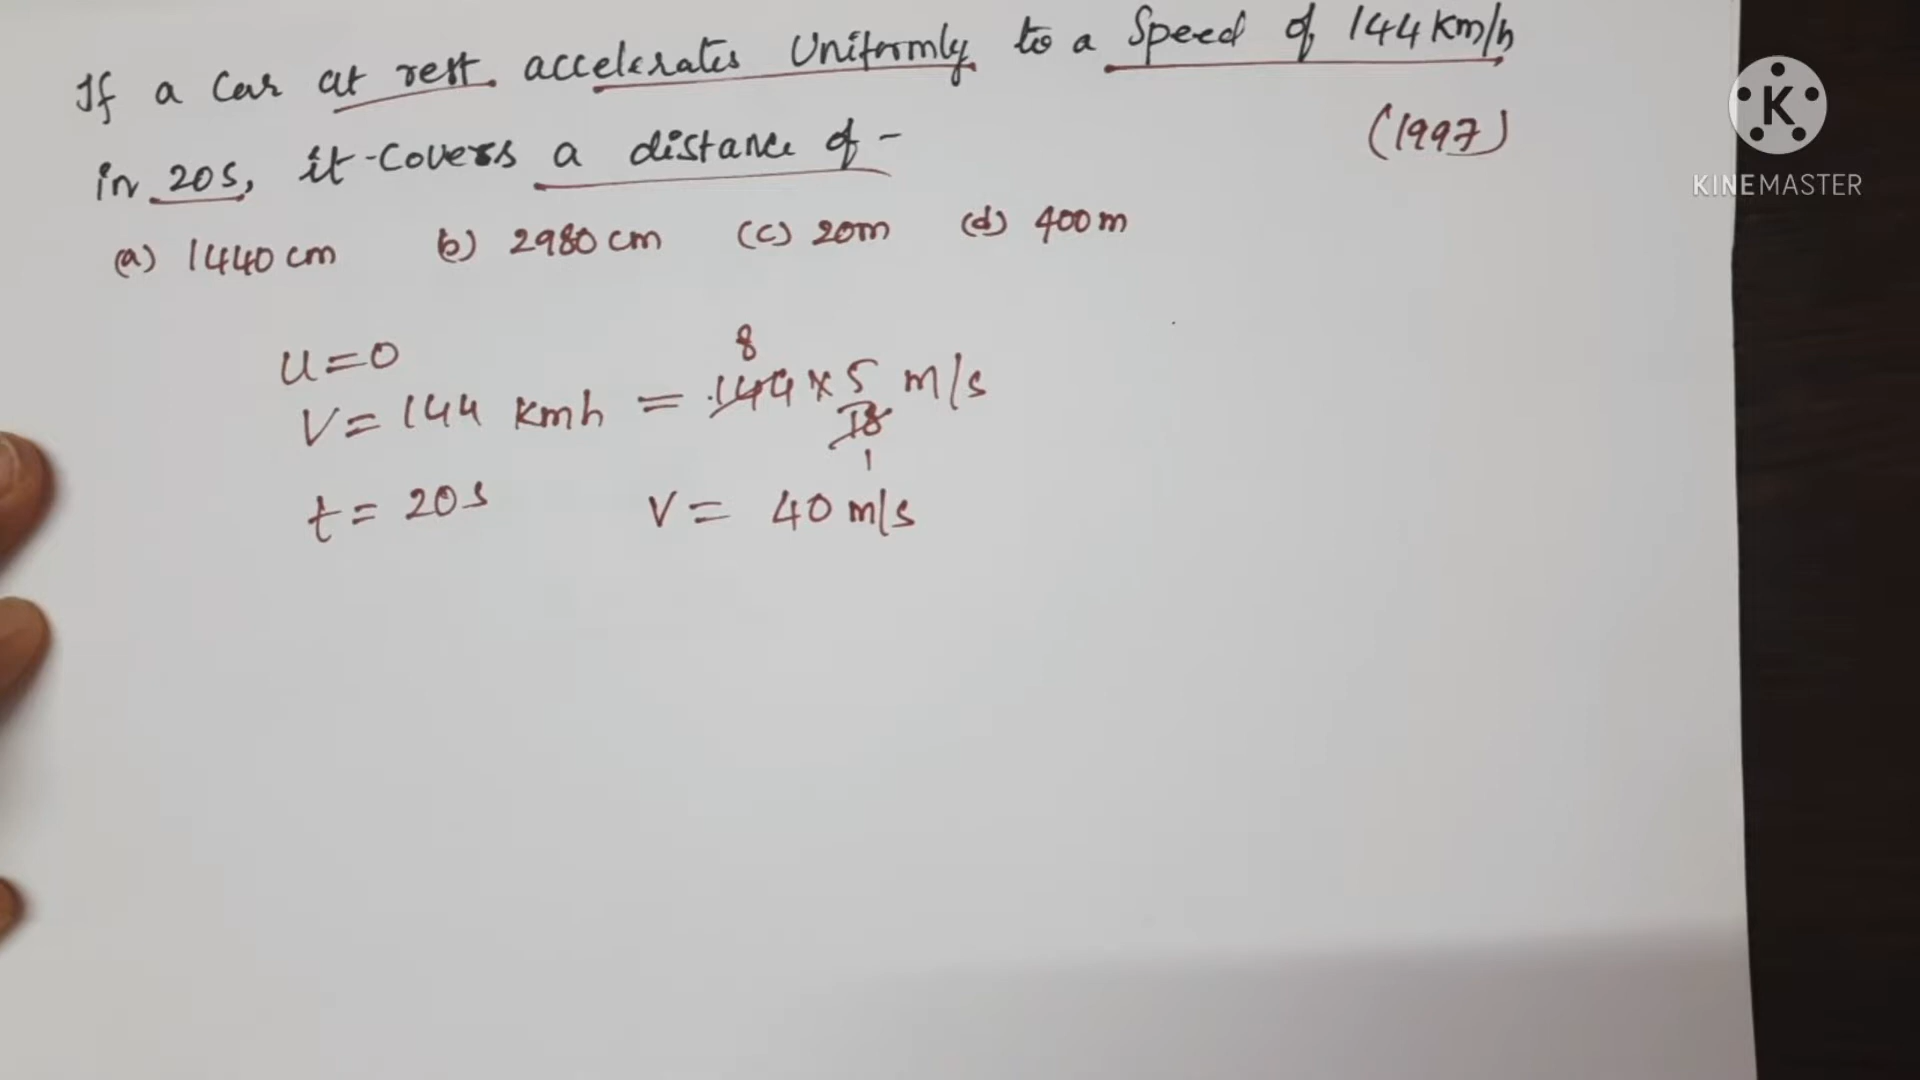 If a car at rest accelerates Uniformly to a Speed of 144 Km/h
in 20s, it covers a distance of - (1997)
(a) 1440 cm b) 2980 cm (c) 20m (d) 400m
u=0
V= 144 Kmh = 144 x 5 m/s
8
18
1
t= 20s V= 40 m/s
K
KINEMASTER